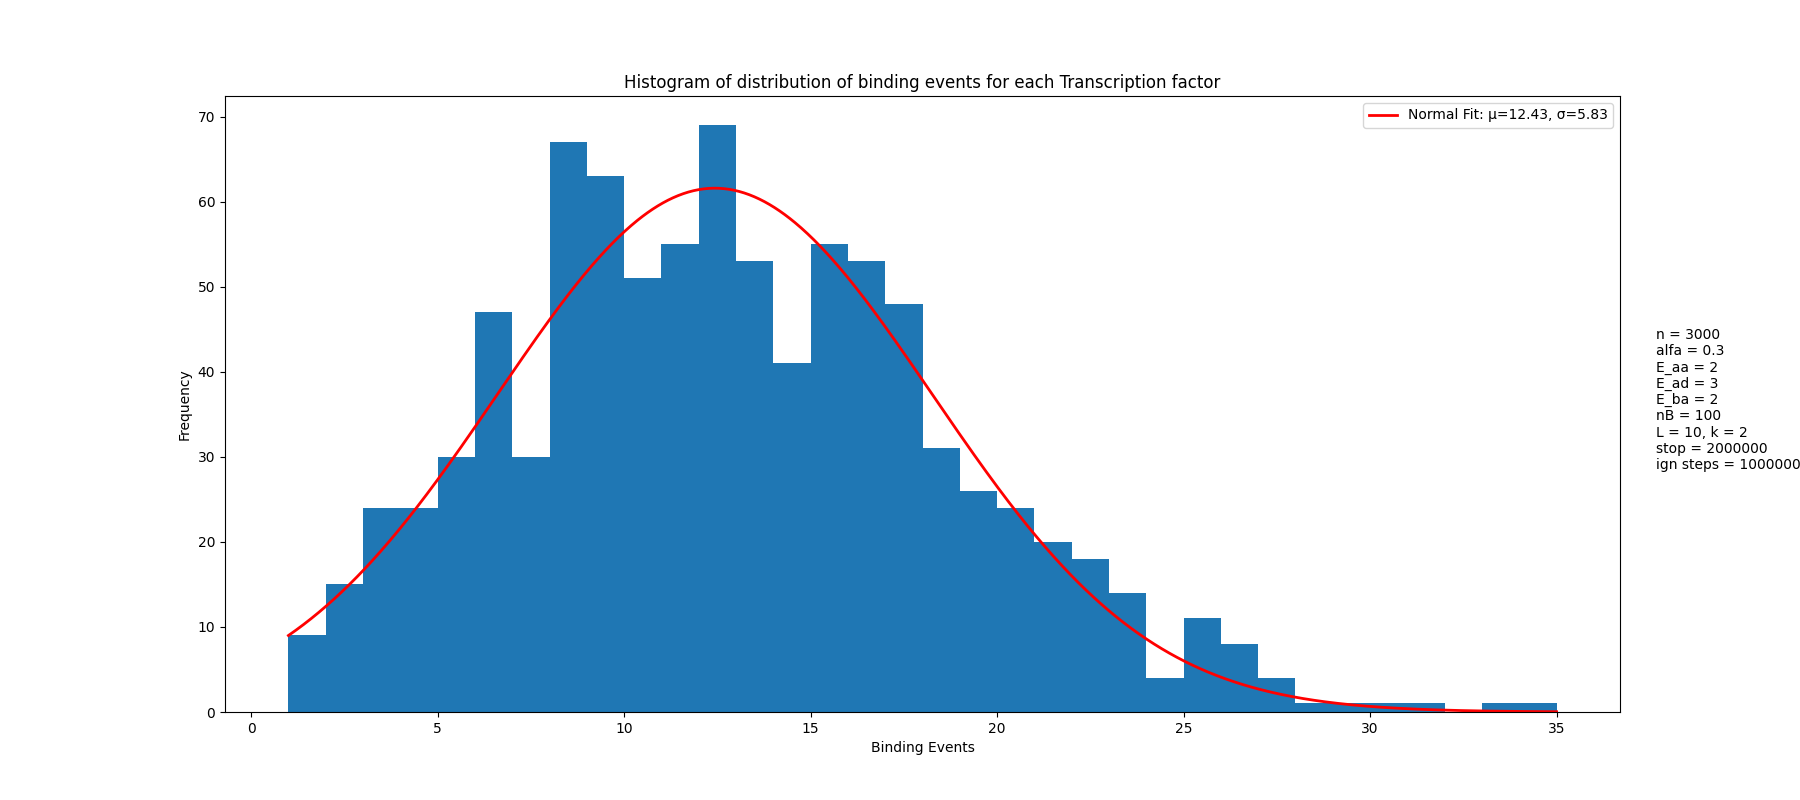 Histogram of distribution of binding events for each Transcription factor
Normal Fit: μ=12.43, σ=5.83
70
60
50
40
30
20
10
0
Frequency
0 5 10 15 20 25 30 35
Binding Events
n = 3000
alfa = 0.3
E_aa = 2
E_ad = 3
E_ba = 2
nB = 100
L = 10, k = 2
stop = 2000000
ign steps = 1000000